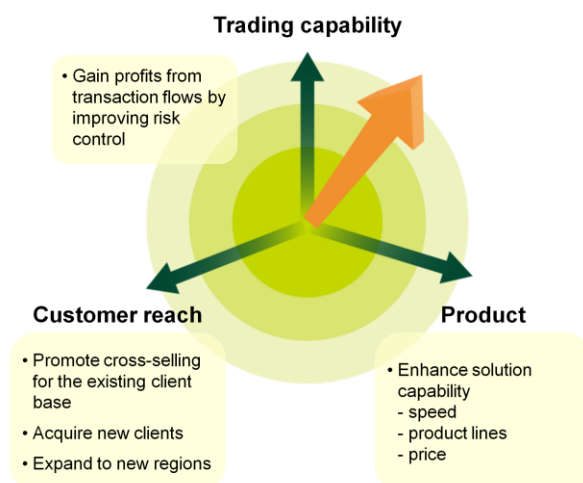 Trading capability
• Gain profits from
transaction flows by
improving risk
control
Customer reach
• Promote cross-selling
for the existing client
base
• Acquire new clients
• Expand to new regions
Product
• Enhance solution
capability
- speed
- product lines
- price